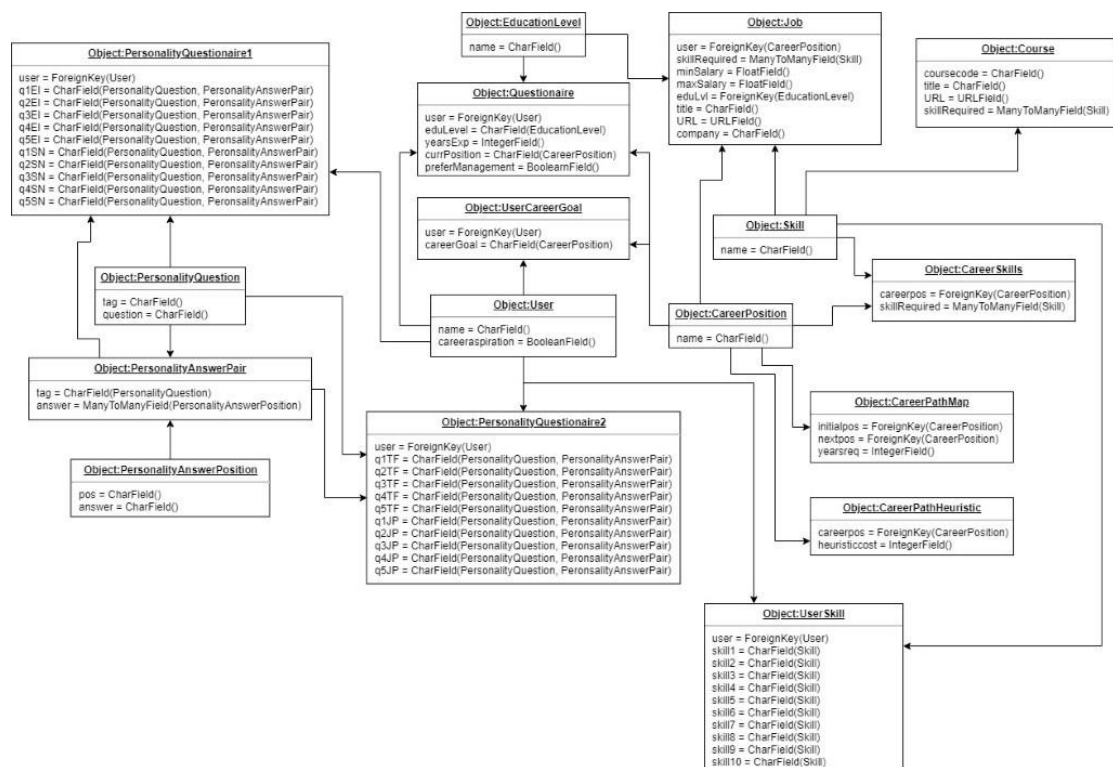 Object:EducationLevel
name = CharField()
Object:Job
user = ForeignKey(CareerPosition)
skillRequired = ManyToManyField(Skill)
minSalary = FloatField()
maxSalary = FloatField()
eduLvl = ForeignKey(EducationLevel)
title = CharField()
URL = URLField()
company = CharField()
Object:Course
coursecode = CharField()
title = CharField()
URL = URLField()
skillRequired = ManyToManyField(Skill)
Object:PersonalityQuestionaire1
user = ForeignKey(User)
q1EI = CharField(PersonalityQuestion, PeronsalityAnswerPair)
q2EI = CharField(PersonalityQuestion, PeronsalityAnswerPair)
q3EI = CharField(PersonalityQuestion, PeronsalityAnswerPair)
q4EI = CharField(PersonalityQuestion, PeronsalityAnswerPair)
q5EI = CharField(PersonalityQuestion, PeronsalityAnswerPair)
q1SN = CharField(PersonalityQuestion, PeronsalityAnswerPair)
q2SN = CharField(PersonalityQuestion, PeronsalityAnswerPair)
q3SN = CharField(PersonalityQuestion, PeronsalityAnswerPair)
q4SN = CharField(PersonalityQuestion, PeronsalityAnswerPair)
q5SN = CharField(PersonalityQuestion, PeronsalityAnswerPair)
Object:Questionaire
user = ForeignKey(User)
eduLevel = CharField(EducationLevel)
yearsExp = IntegerField()
currPosition = CharField(CareerPosition)
preferManagement = BoolearnField()
Object:UserCareerGoal
user = ForeignKey(User)
careerGoal = CharField(CareerPosition)
Object:Skill
name = CharField()
Object:CareerSkills
careerpos = ForeignKey(CareerPosition)
skillRequired = ManyToManyField(Skill)
Object:PersonalityQuestion
tag = CharField()
question = CharField()
Object:User
name = CharField()
careeraspiration = BooleanField()
Object:CareerPosition
name = CharField()
Object:PersonalityAnswerPair
tag = CharField(PersonalityQuestion)
answer = ManyToManyField(PersonalityAnswerPosition)
Object:CareerPathMap
initialpos = ForeignKey(CareerPosition)
nextpos = ForeignKey(CareerPosition)
yearsreq = IntegerField()
Object:PersonalityQuestionaire2
user = ForeignKey(User)
q1TF = CharField(PersonalityQuestion, PeronsalityAnswerPair)
q2TF = CharField(PersonalityQuestion, PeronsalityAnswerPair)
q3TF = CharField(PersonalityQuestion, PeronsalityAnswerPair)
q4TF = CharField(PersonalityQuestion, PeronsalityAnswerPair)
q5TF = CharField(PersonalityQuestion, PeronsalityAnswerPair)
q1JP = CharField(PersonalityQuestion, PeronsalityAnswerPair)
q2JP = CharField(PersonalityQuestion, PeronsalityAnswerPair)
q3JP = CharField(PersonalityQuestion, PeronsalityAnswerPair)
q4JP = CharField(PersonalityQuestion, PeronsalityAnswerPair)
q5JP = CharField(PersonalityQuestion, PeronsalityAnswerPair)
Object:PersonalityAnswerPosition
pos = CharField()
answer = CharField()
Object:CareerPathHeuristic
careerpos = ForeignKey(CareerPosition)
heuristiccost = IntegerField()
Object:UserSkill
user = ForeignKey(User)
skill1 = CharField(Skill)
skill2 = CharField(Skill)
skill3 = CharField(Skill)
skill4 = CharField(Skill)
skill5 = CharField(Skill)
skill6 = CharField(Skill)
skill7 = CharField(Skill)
skill8 = CharField(Skill)
skill9 = CharField(Skill)
skill10 = CharField(Skill)